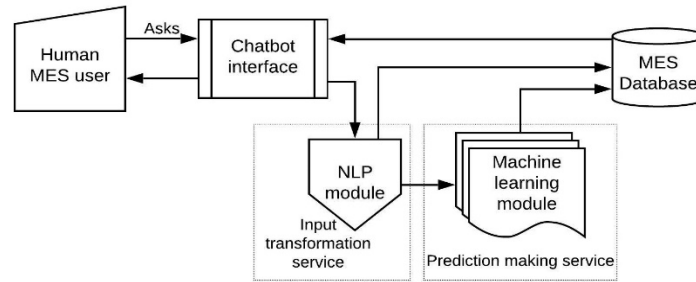 Asks
Human
MES user
Chatbot
interface
MES
Database
NLP
module
Input
transformation
service
Machine
learning
module
Prediction making service